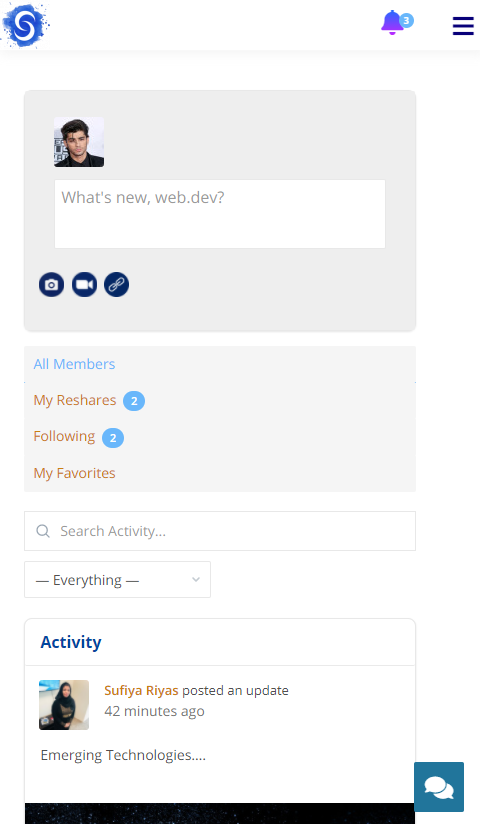 3
What's new, web.dev?
All Members
My Reshares 2
Following 2
My Favorites
Search Activity...
— Everything —
Activity
Sufiya Riyas posted an update
42 minutes ago
Emerging Technologies....